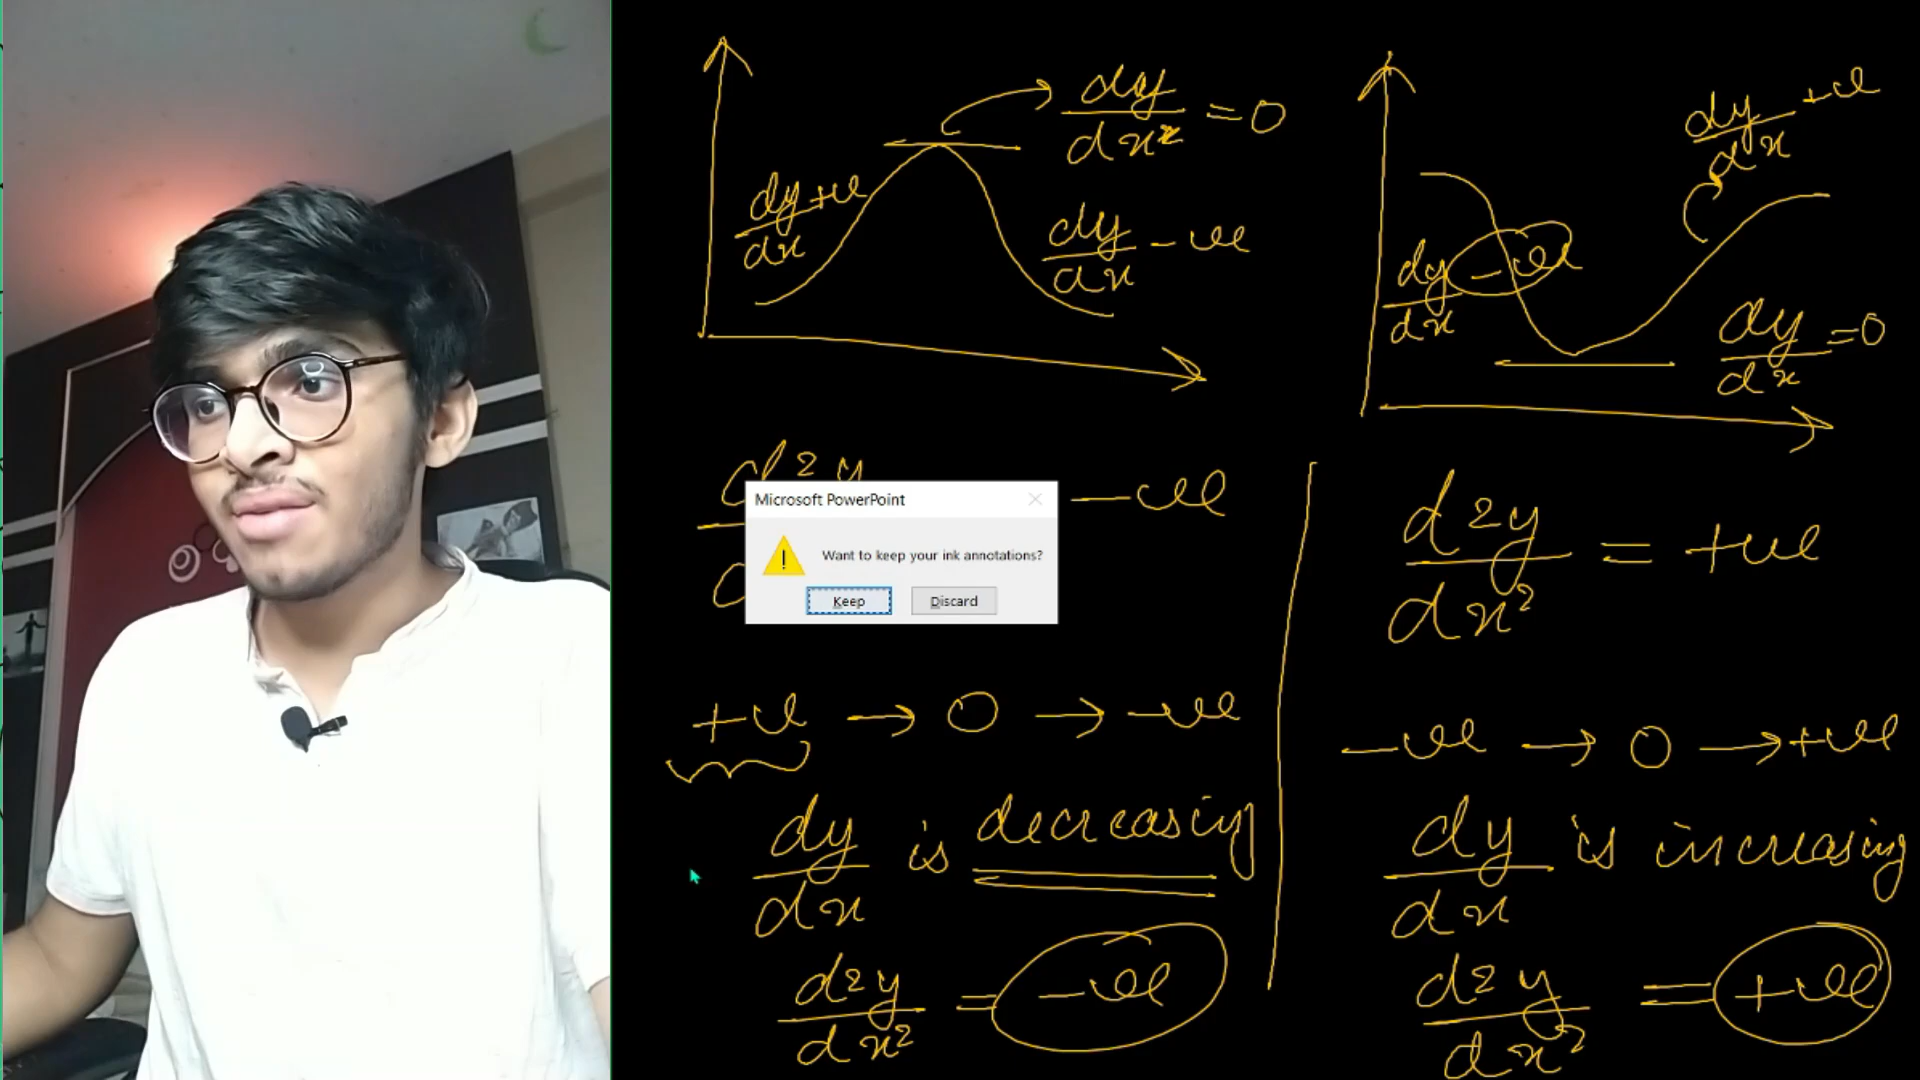 dy/dx² = 0
dy/dx +ve
dy/dx -ve
dy/dx +ve
dy/dx -ve
dy/dx = 0
d²y -ve
Microsoft PowerPoint
Want to keep your ink annotations?
Keep Discard
d²y/dx² = +ve
+ve → 0 → -ve
dy/dx is decreasing
d²y/dx² = -ve
-ve → 0 → +ve
dy/dx is increasing
d²y/dx² = +ve